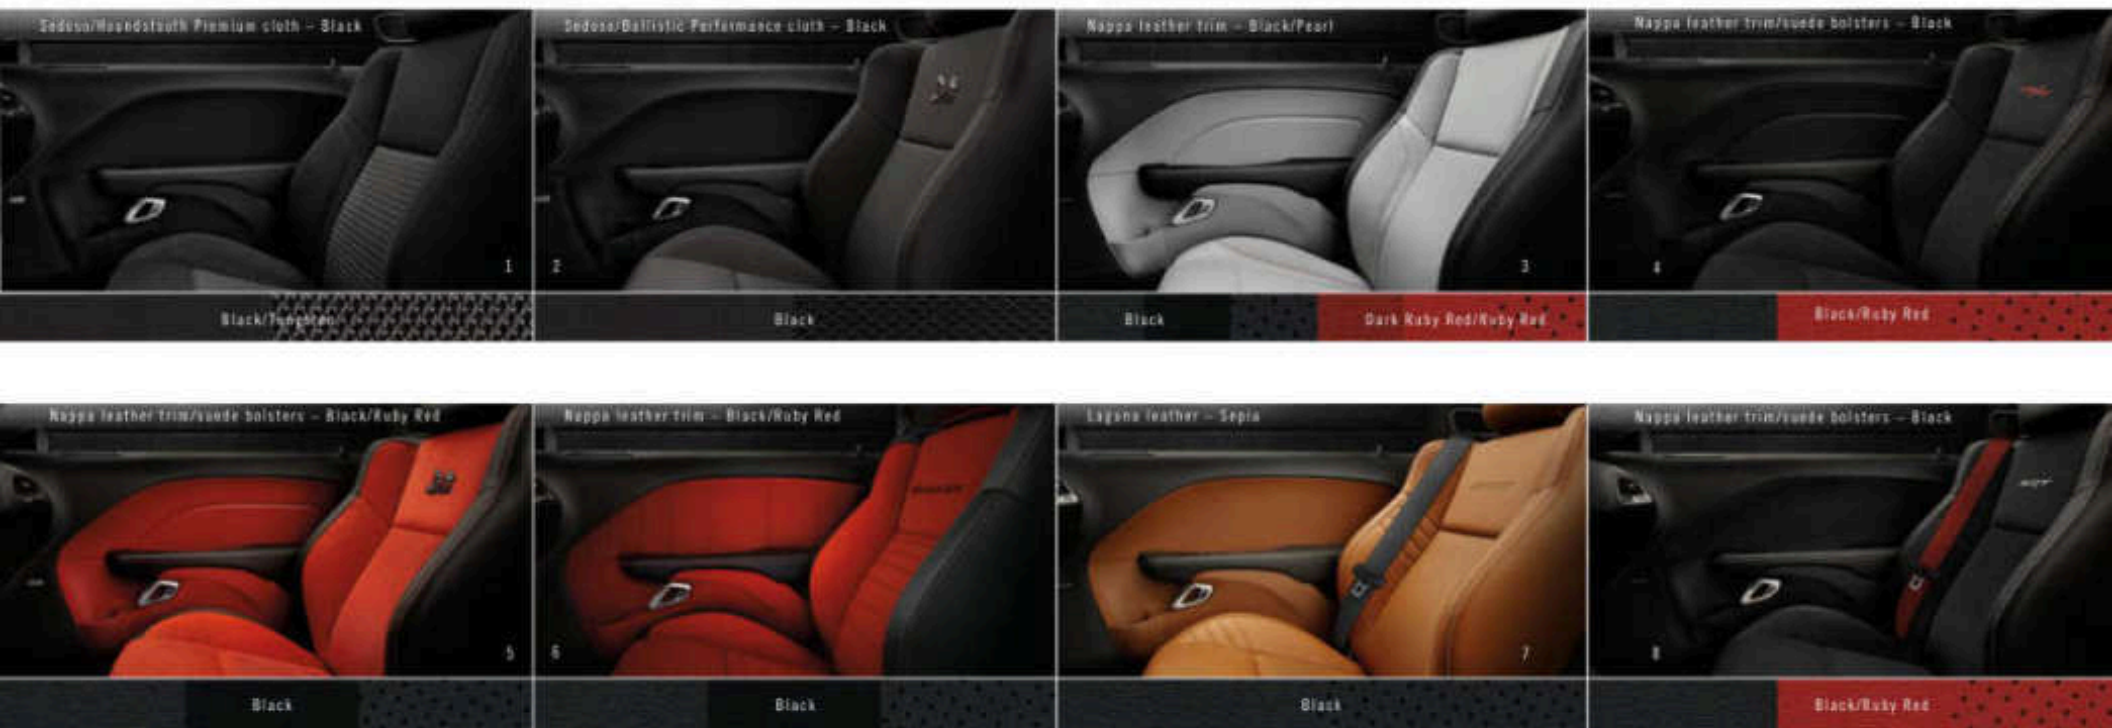 Sedoso/Houndstooth Premium cloth – Black
Sedoso/Ballistic Performance cloth – Black
Nappa leather trim – Black/Pearl
Nappa leather trim/suede bolsters – Black
1
2
3
4
Black/Tungsten
Black
Black
Dark Ruby Red/Ruby Red
Black/Ruby Red
Nappa leather trim/suede bolsters – Black/Ruby Red
Nappa leather trim – Black/Ruby Red
Laguna leather – Sepia
Nappa leather trim/suede bolsters – Black
SRT
5
6
7
8
Black
Black
Black
Black/Ruby Red